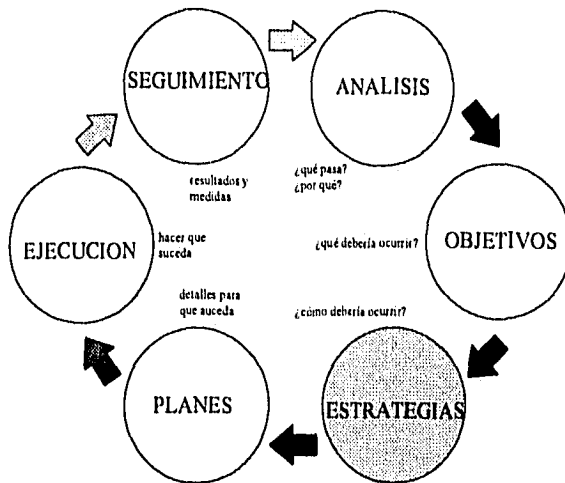 SEGUIMIENTO
ANALISIS
resultados y
medidas
¿qué pasa?
¿por qué?
EJECUCION
hacer que
suceda
¿qué debería ocurrir?
OBJETIVOS
detalles para
que suceda
¿cómo debería ocurrir?
PLANES
ESTRATEGIAS